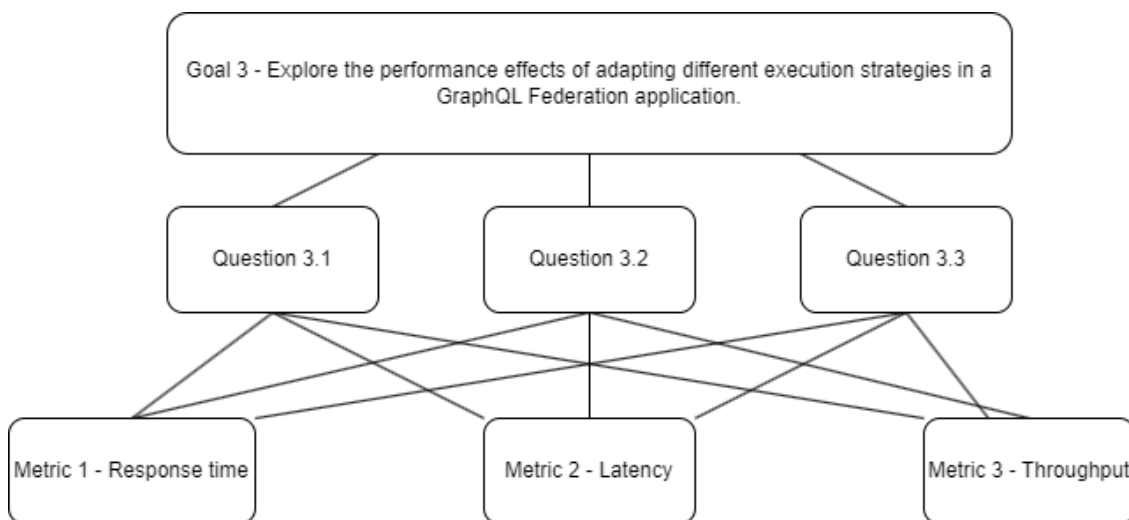 Goal 3 - Explore the performance effects of adapting different execution strategies in a
GraphQL Federation application.
Question 3.1
Question 3.2
Question 3.3
Metric 1 - Response time
Metric 2 - Latency
Metric 3 - Throughput